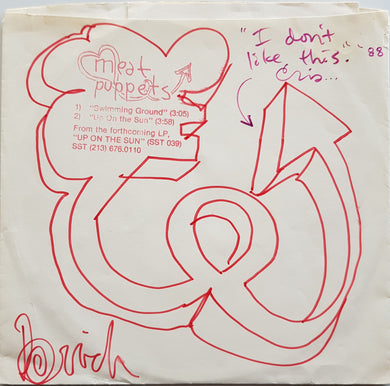 meat
puppets
1) "Swimming Ground" (3:05)
2) "Up On the Sun" (3:58)
From the forthcoming LP,
"UP ON THE SUN" (SST 039)
SST (213) 676.0110
"I don't
like this." '88
Cris...